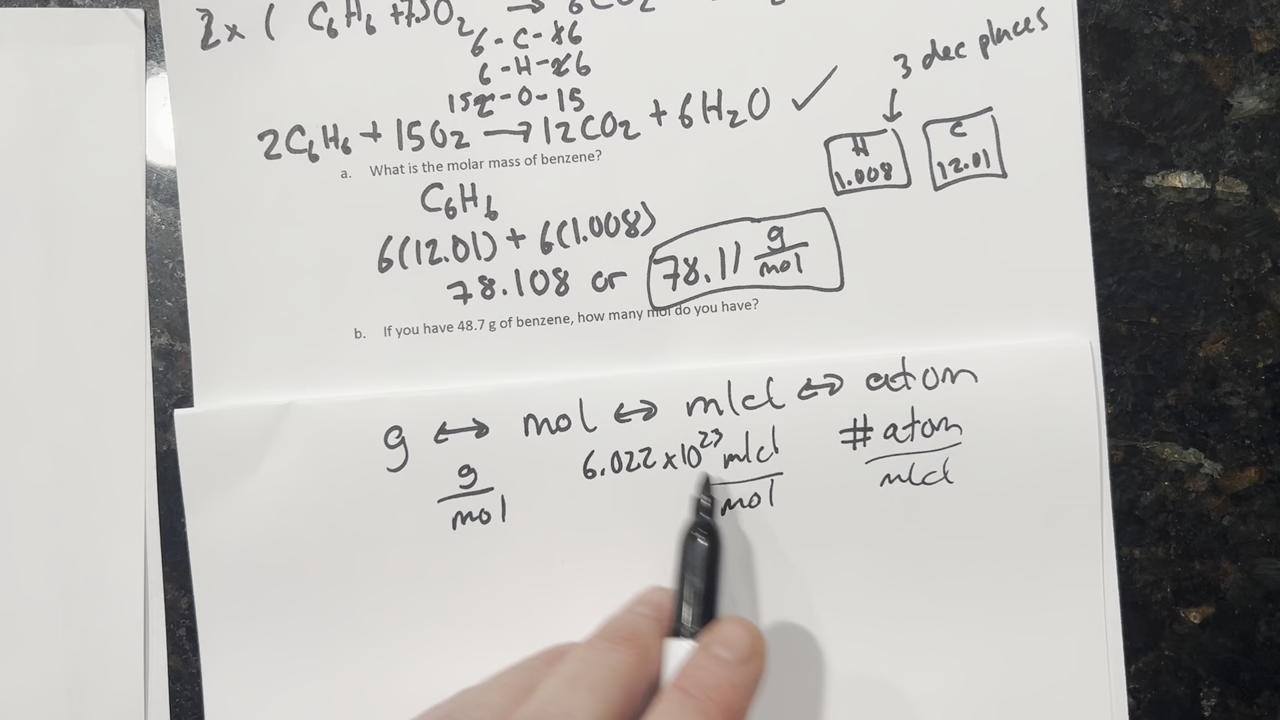 2x ( C6H6 + 7.5O2 → 6CO2
6 - C - 6
6 - H - 6
15 - O - 15
3 dec places
2C6H6 + 15O2 → 12CO2 + 6H2O ✓
H C
1.008 12.01
a. What is the molar mass of benzene?
C6H6
6(12.01) + 6(1.008)
78.108 or 78.11 g/mol
b. If you have 48.7 g of benzene, how many mol do you have?
g ↔ mol ↔ mlcl ↔ atom
g/mol 6.022 x 10^23 mlcl/mol # atom/mlcl